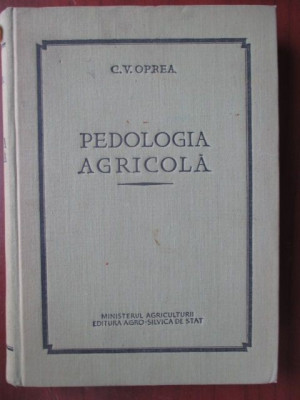 C.V. OPREA
PEDOLOGIA
AGRICOLĂ
MINISTERUL AGRICULTURII
EDITURA AGRO-SILVICA DE STAT